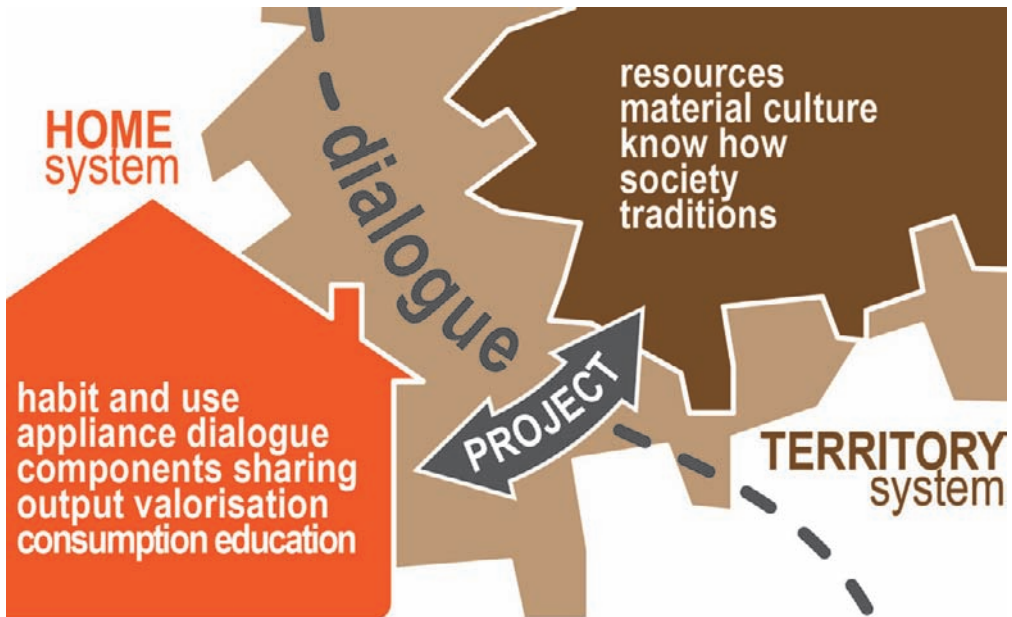 HOME
system
habit and use
appliance dialogue
components sharing
output valorisation
consumption education
dialogue
PROJECT
resources
material culture
know how
society
traditions
TERRITORY
system